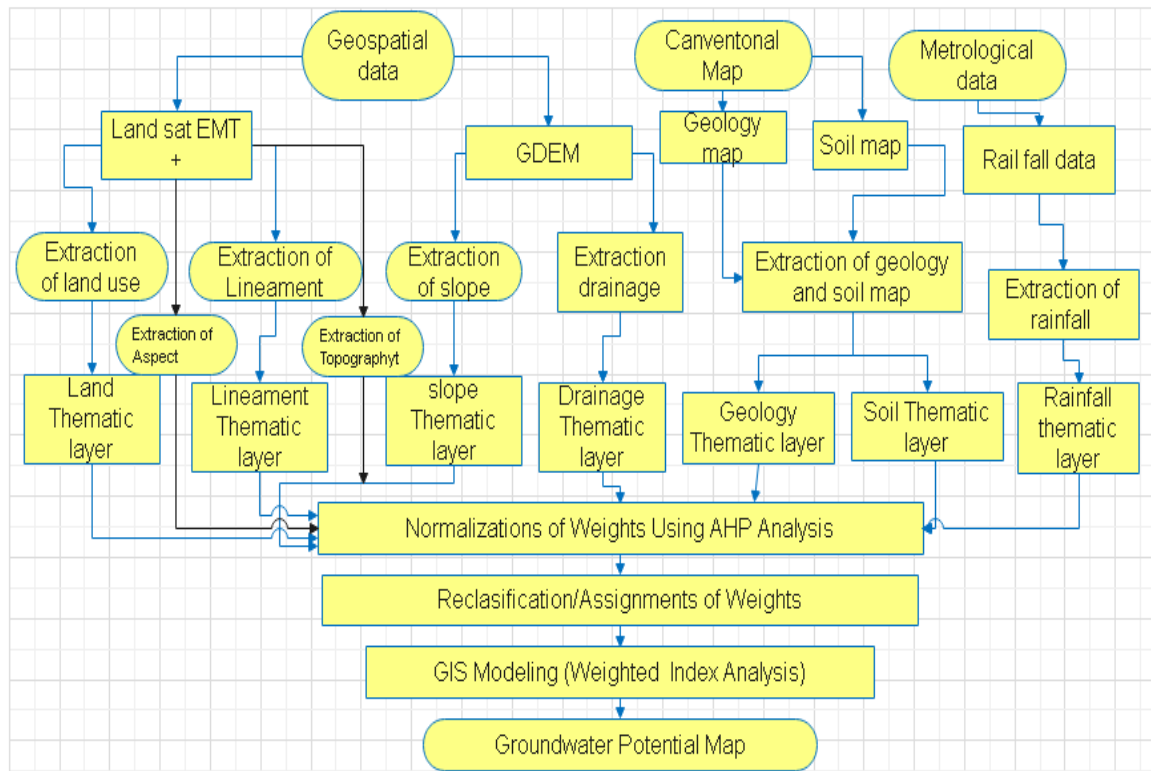 Geospatial
data
Canventonal
Map
Metrological
data
Land sat EMT
+
GDEM
Geology
map
Soil map
Rail fall data
Extraction
of land use
Extraction of
Lineament
Extraction
of slope
Extraction
drainage
Extraction of geology
and soil map
Extraction of
rainfall
Extraction of
Aspect
Extraction of
Topographyt
Land
Thematic
layer
Lineament
Thematic
layer
slope
Thematic
layer
Drainage
Thematic
layer
Geology
Thematic layer
Soil Thematic
layer
Rainfall
thematic
layer
Normalizations of Weights Using AHP Analysis
Reclasification/Assignments of Weights
GIS Modeling (Weighted Index Analysis)
Groundwater Potential Map